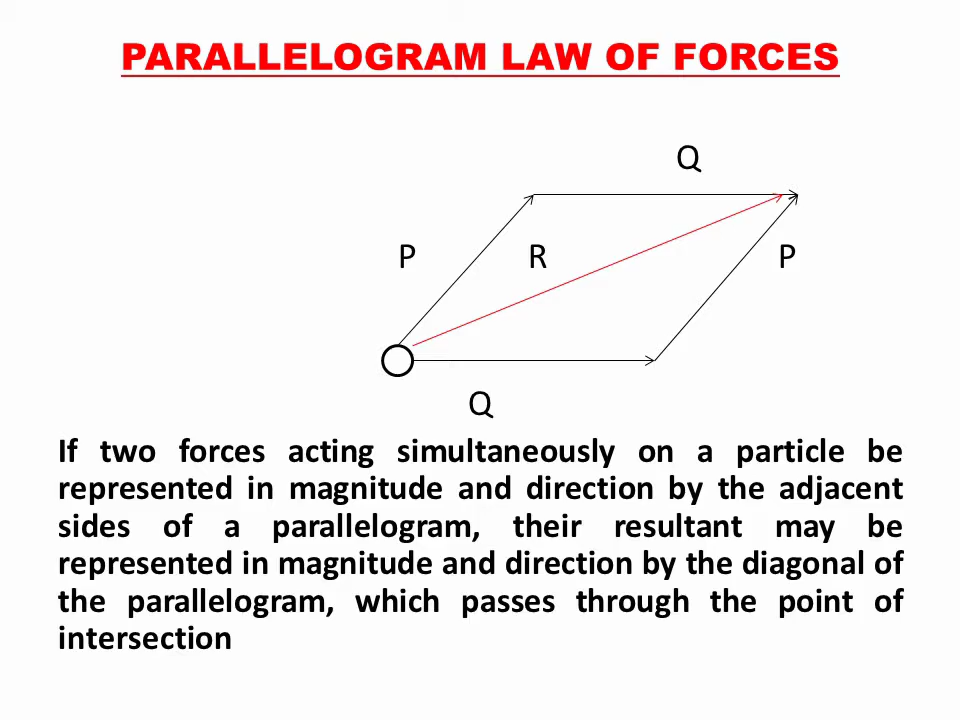 PARALLELOGRAM LAW OF FORCES
Q
P R P
Q
If two forces acting simultaneously on a particle be
represented in magnitude and direction by the adjacent
sides of a parallelogram, their resultant may be
represented in magnitude and direction by the diagonal of
the parallelogram, which passes through the point of
intersection